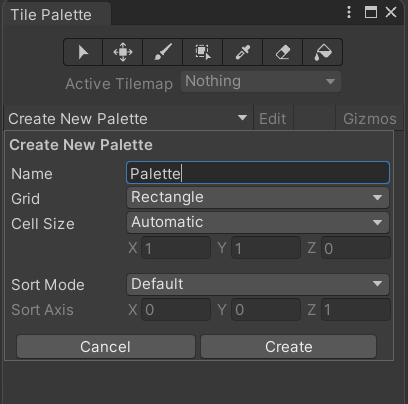 Tile Palette
Active Tilemap Nothing
Create New Palette Edit Gizmos
Create New Palette
Name Palette
Grid Rectangle
Cell Size Automatic
X 1 Y 1 Z 0
Sort Mode Default
Sort Axis X 0 Y 0 Z 1
Cancel Create